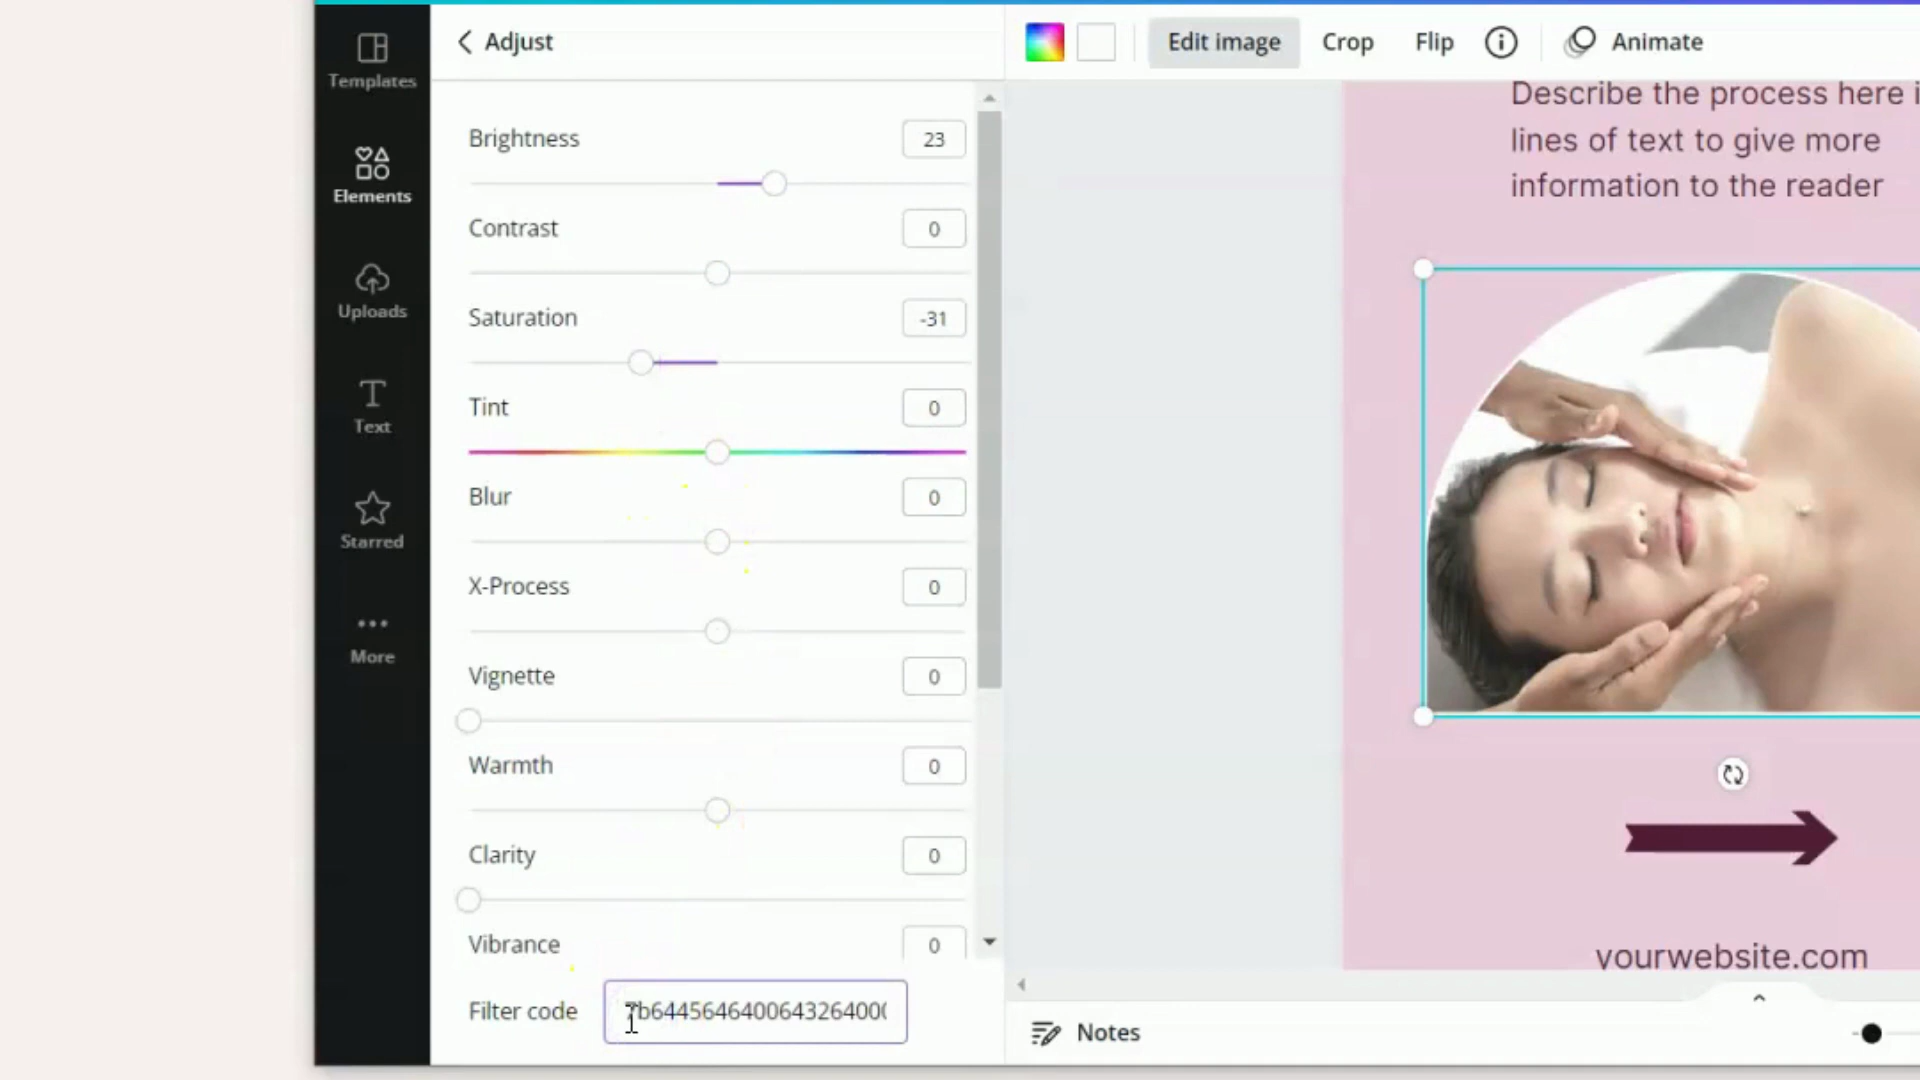 Templates
Elements
Uploads
Text
Starred
More
Adjust
Brightness 23
Contrast 0
Saturation -31
Tint 0
Blur 0
X-Process 0
Vignette 0
Warmth 0
Clarity 0
Vibrance 0
Filter code
Edit image Crop Flip Animate
Describe the process here
lines of text to give more
information to the reader
yourwebsite.com
Notes